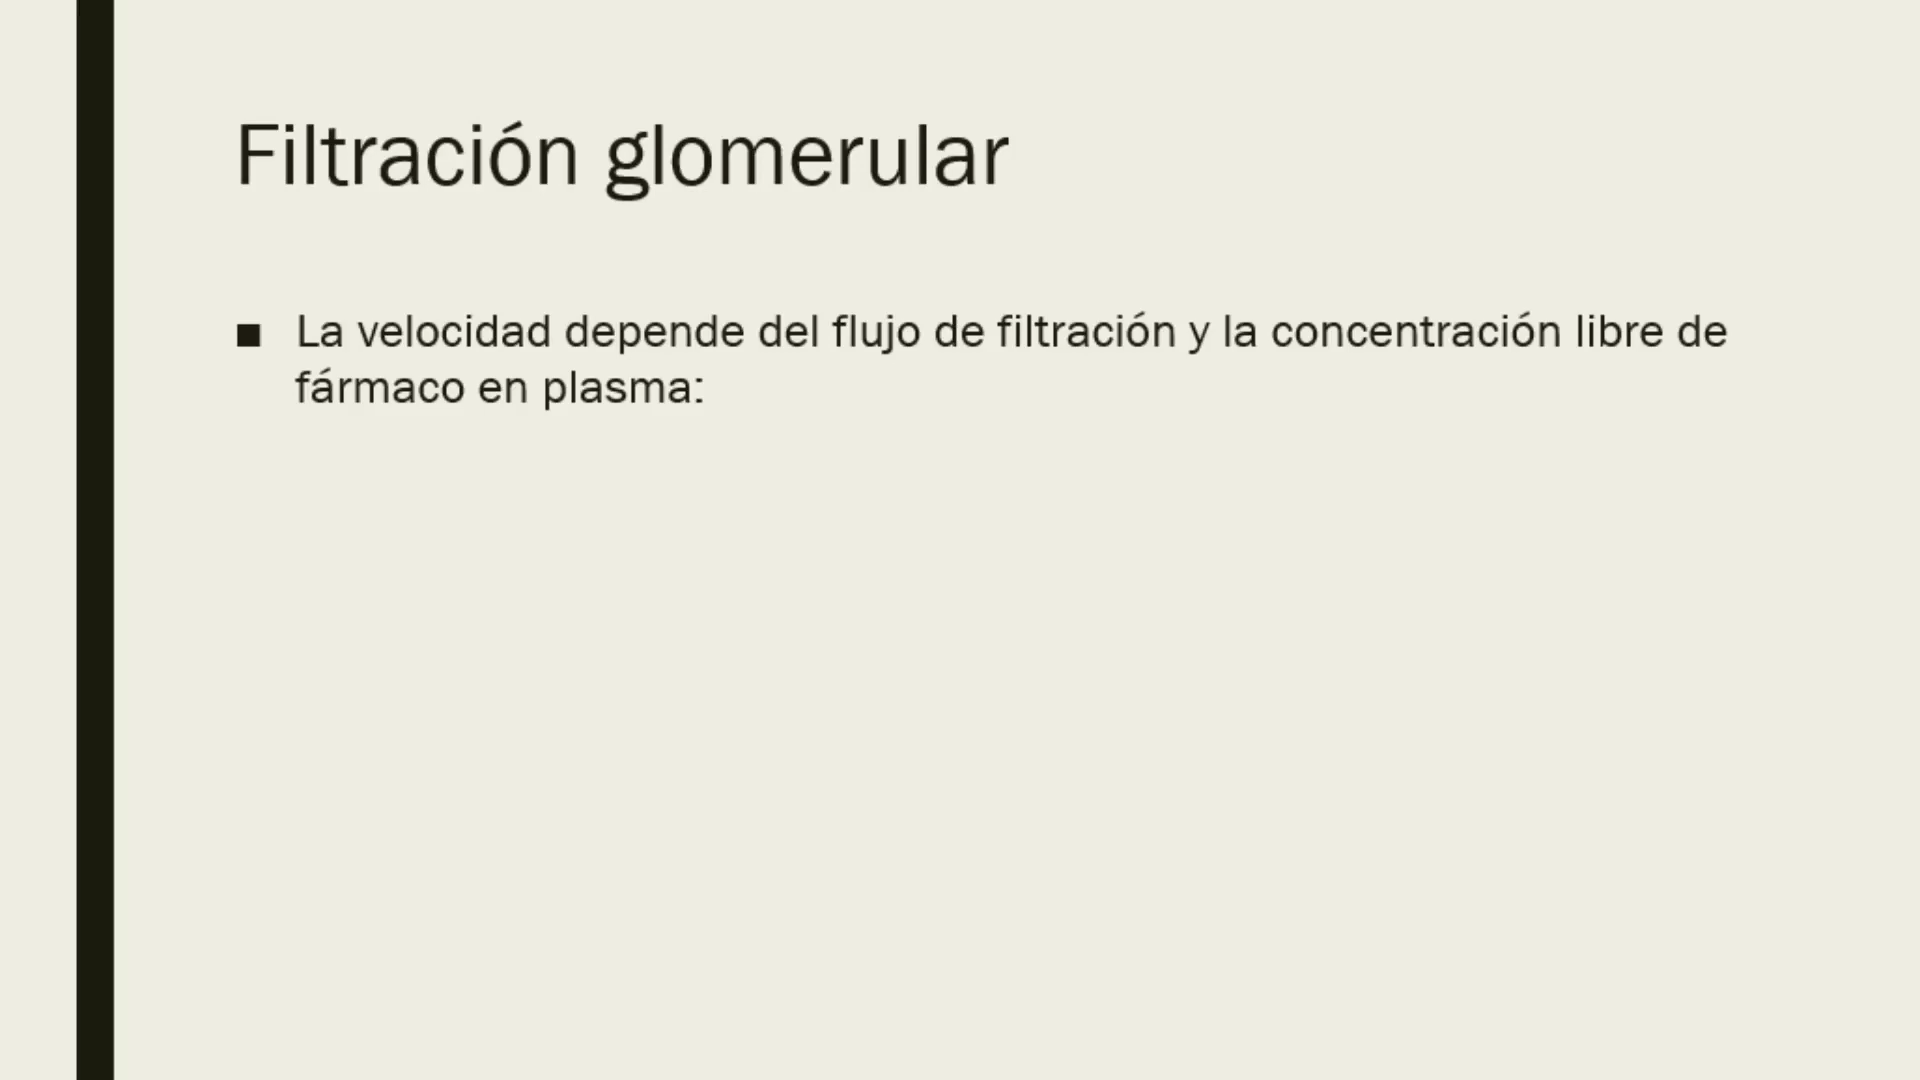 Filtración glomerular
■ La velocidad depende del flujo de filtración y la concentración libre de
fármaco en plasma: